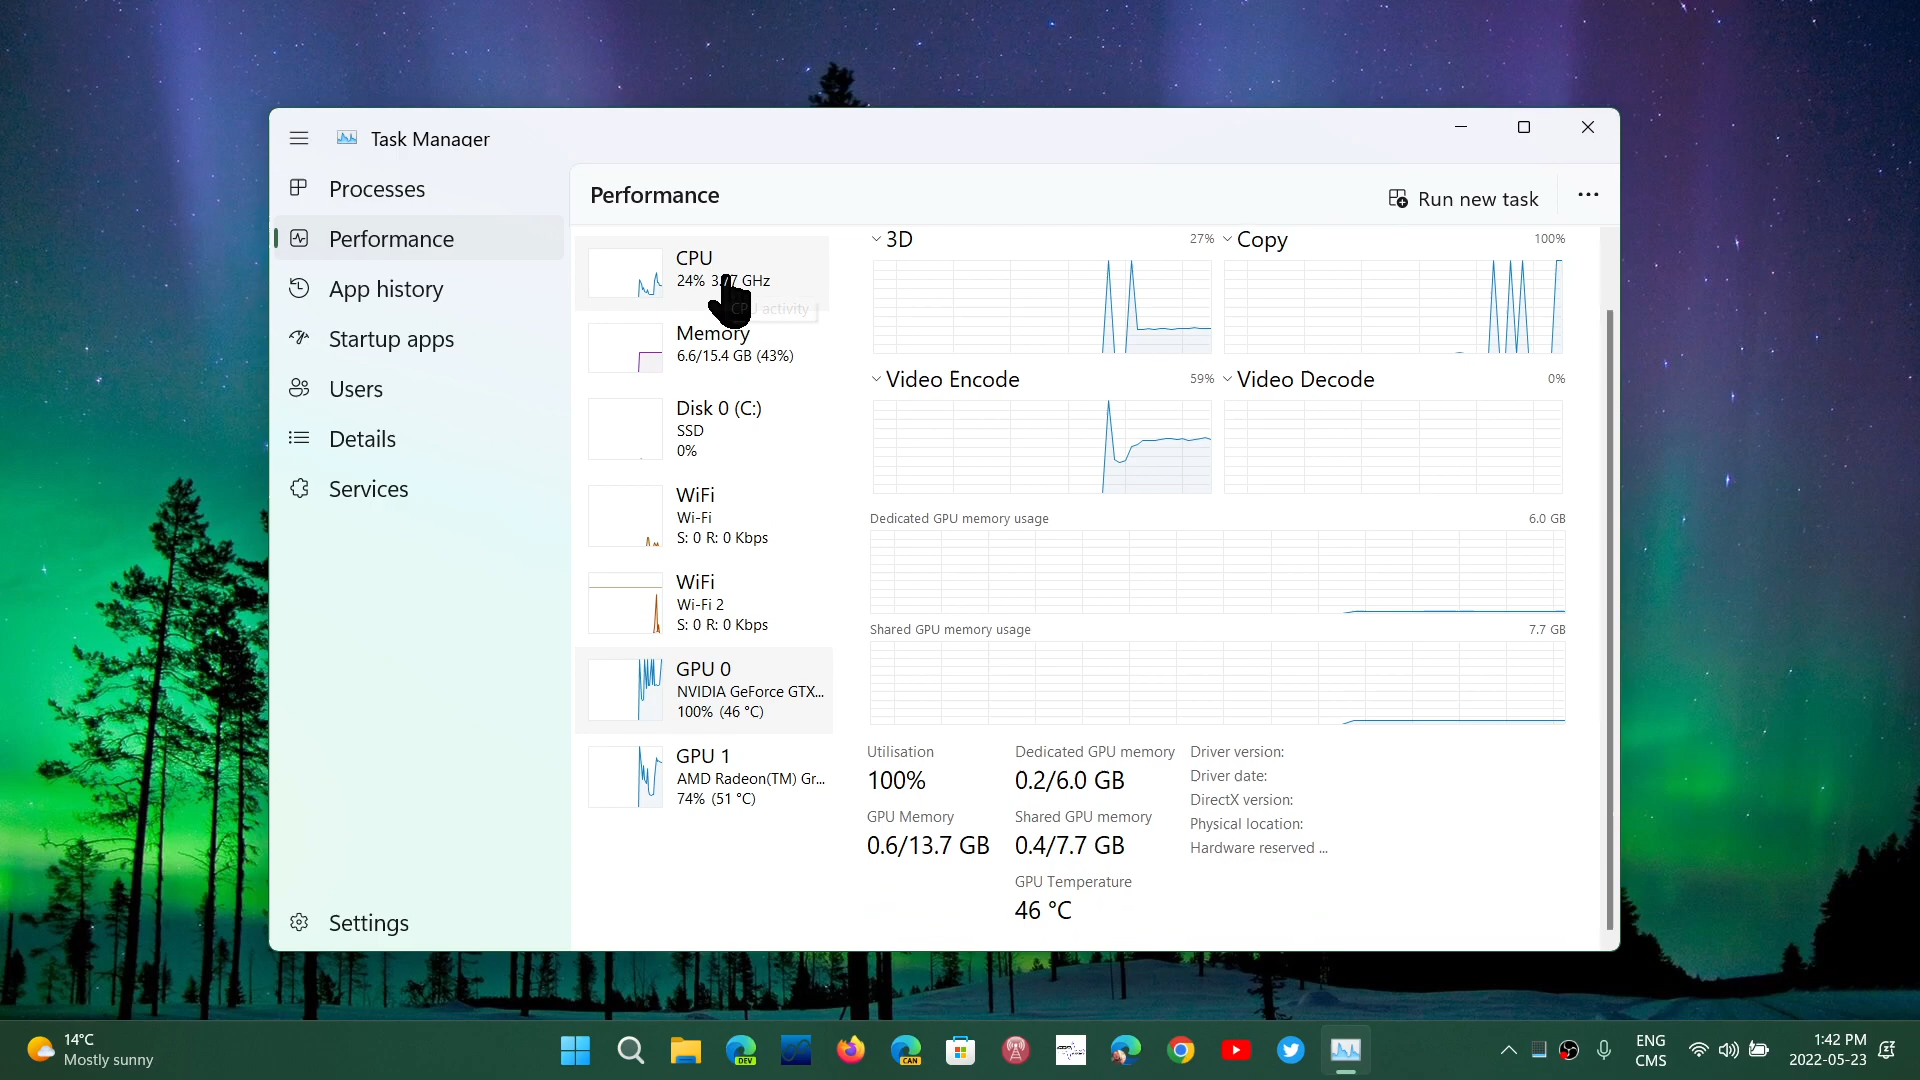 Task Manager
Processes
Performance
App history
Startup apps
Users
Details
Services
Settings
Performance
Run new task
CPU
24% GHz
CPU activity
Memory
6.6/15.4 GB (43%)
Disk 0 (C:)
SSD
0%
WiFi
Wi-Fi
S: 0 R: 0 Kbps
WiFi
Wi-Fi 2
S: 0 R: 0 Kbps
GPU 0
NVIDIA GeForce GTX...
100% (46 °C)
GPU 1
AMD Radeon(TM) Gr...
74% (51 °C)
3D 27%
Copy 100%
Video Encode 59%
Video Decode 0%
Dedicated GPU memory usage 6.0 GB
Shared GPU memory usage 7.7 GB
Utilisation
100%
GPU Memory
0.6/13.7 GB
Dedicated GPU memory
0.2/6.0 GB
Shared GPU memory
0.4/7.7 GB
GPU Temperature
46 °C
Driver version:
Driver date:
DirectX version:
Physical location:
Hardware reserved ...
14°C
Mostly sunny
DEV
CAN
ENG
CMS
1:42 PM
2022-05-23